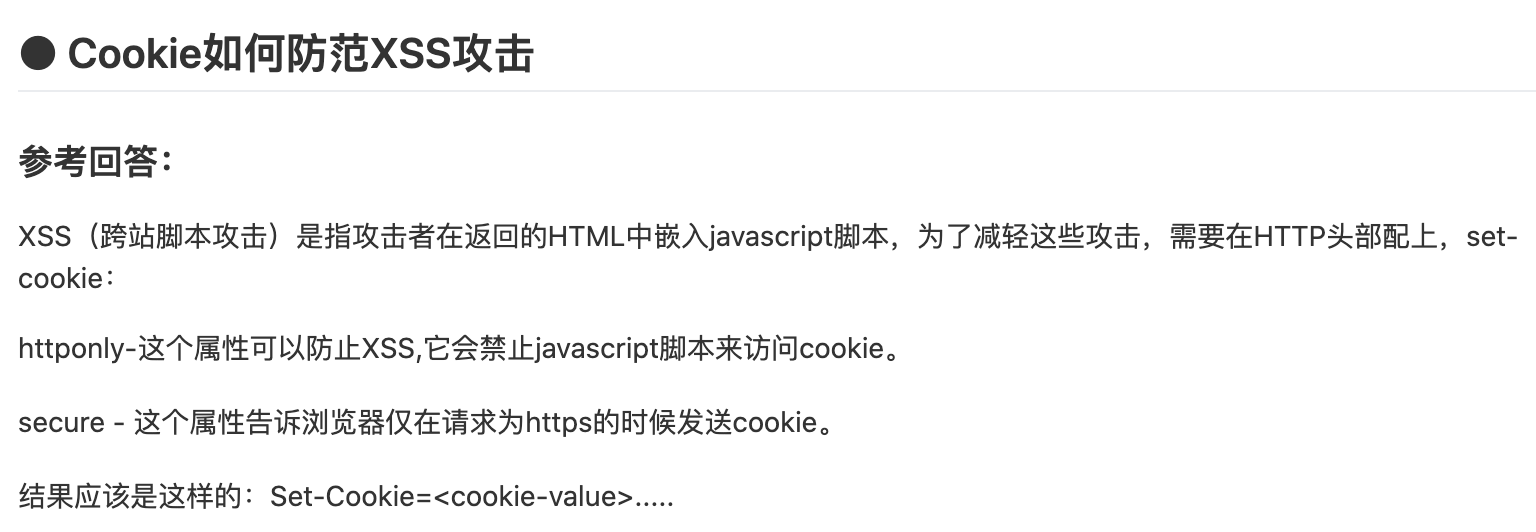 ● Cookie如何防范XSS攻击
参考回答：
XSS（跨站脚本攻击）是指攻击者在返回的HTML中嵌入javascript脚本，为了减轻这些攻击，需要在HTTP头部配上，set-
cookie：
httponly-这个属性可以防止XSS,它会禁止javascript脚本来访问cookie。
secure - 这个属性告诉浏览器仅在请求为https的时候发送cookie。
结果应该是这样的：Set-Cookie=<cookie-value>.....